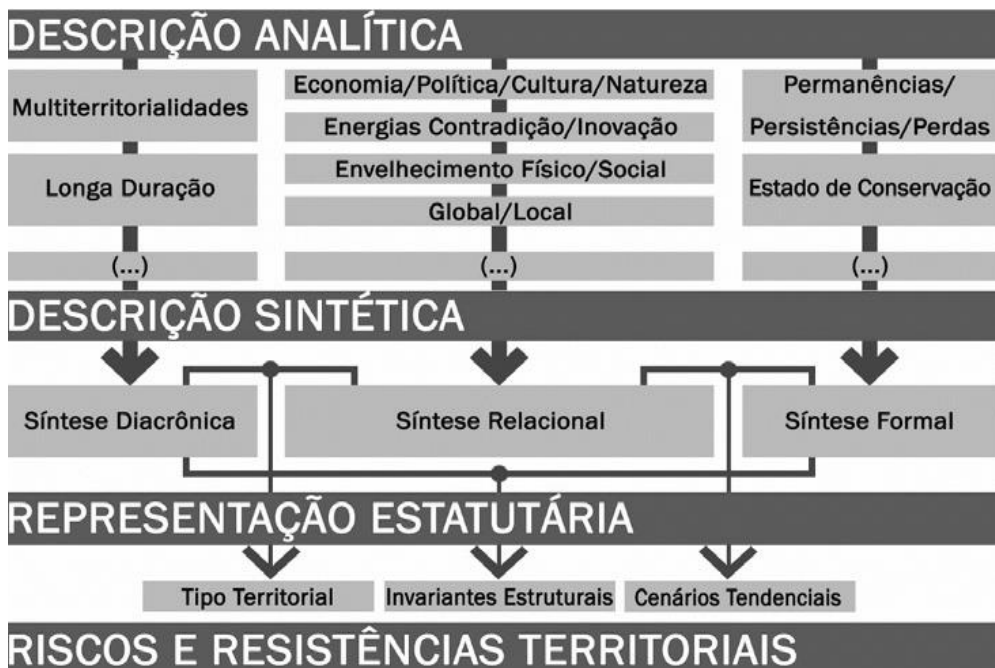 DESCRIÇÃO ANALÍTICA
Multiterritorialidades
Longa Duração
(...)
Economia/Política/Cultura/Natureza
Energias Contradição/Inovação
Envelhecimento Físico/Social
Global/Local
(...)
Permanências/
Persistências/Perdas
Estado de Conservação
(...)
DESCRIÇÃO SINTÉTICA
Síntese Diacrônica
Síntese Relacional
Síntese Formal
REPRESENTAÇÃO ESTATUTÁRIA
Tipo Territorial
Invariantes Estruturais
Cenários Tendenciais
RISCOS E RESISTÊNCIAS TERRITORIAIS